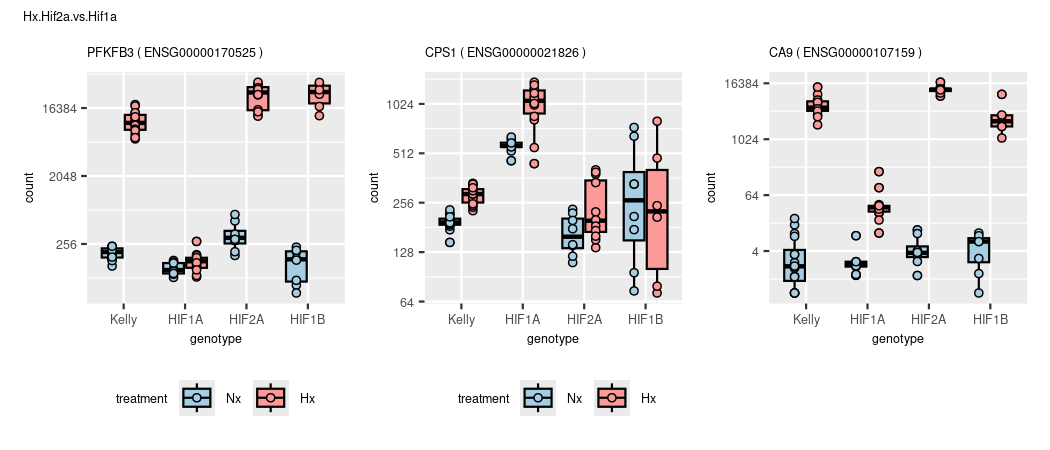 Hx.Hif2a.vs.Hif1a
PFKFB3 ( ENSG00000170525 )
count
16384
2048
256
Kelly HIF1A HIF2A HIF1B
genotype
treatment Nx Hx
CPS1 ( ENSG00000021826 )
count
1024
512
256
128
64
Kelly HIF1A HIF2A HIF1B
genotype
treatment Nx Hx
CA9 ( ENSG00000107159 )
count
16384
1024
64
4
Kelly HIF1A HIF2A HIF1B
genotype